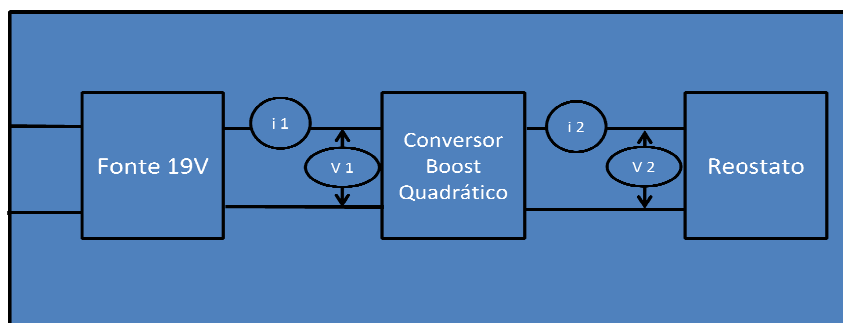 Fonte 19V
i 1
V 1
Conversor
Boost
Quadrático
i 2
V 2
Reostato